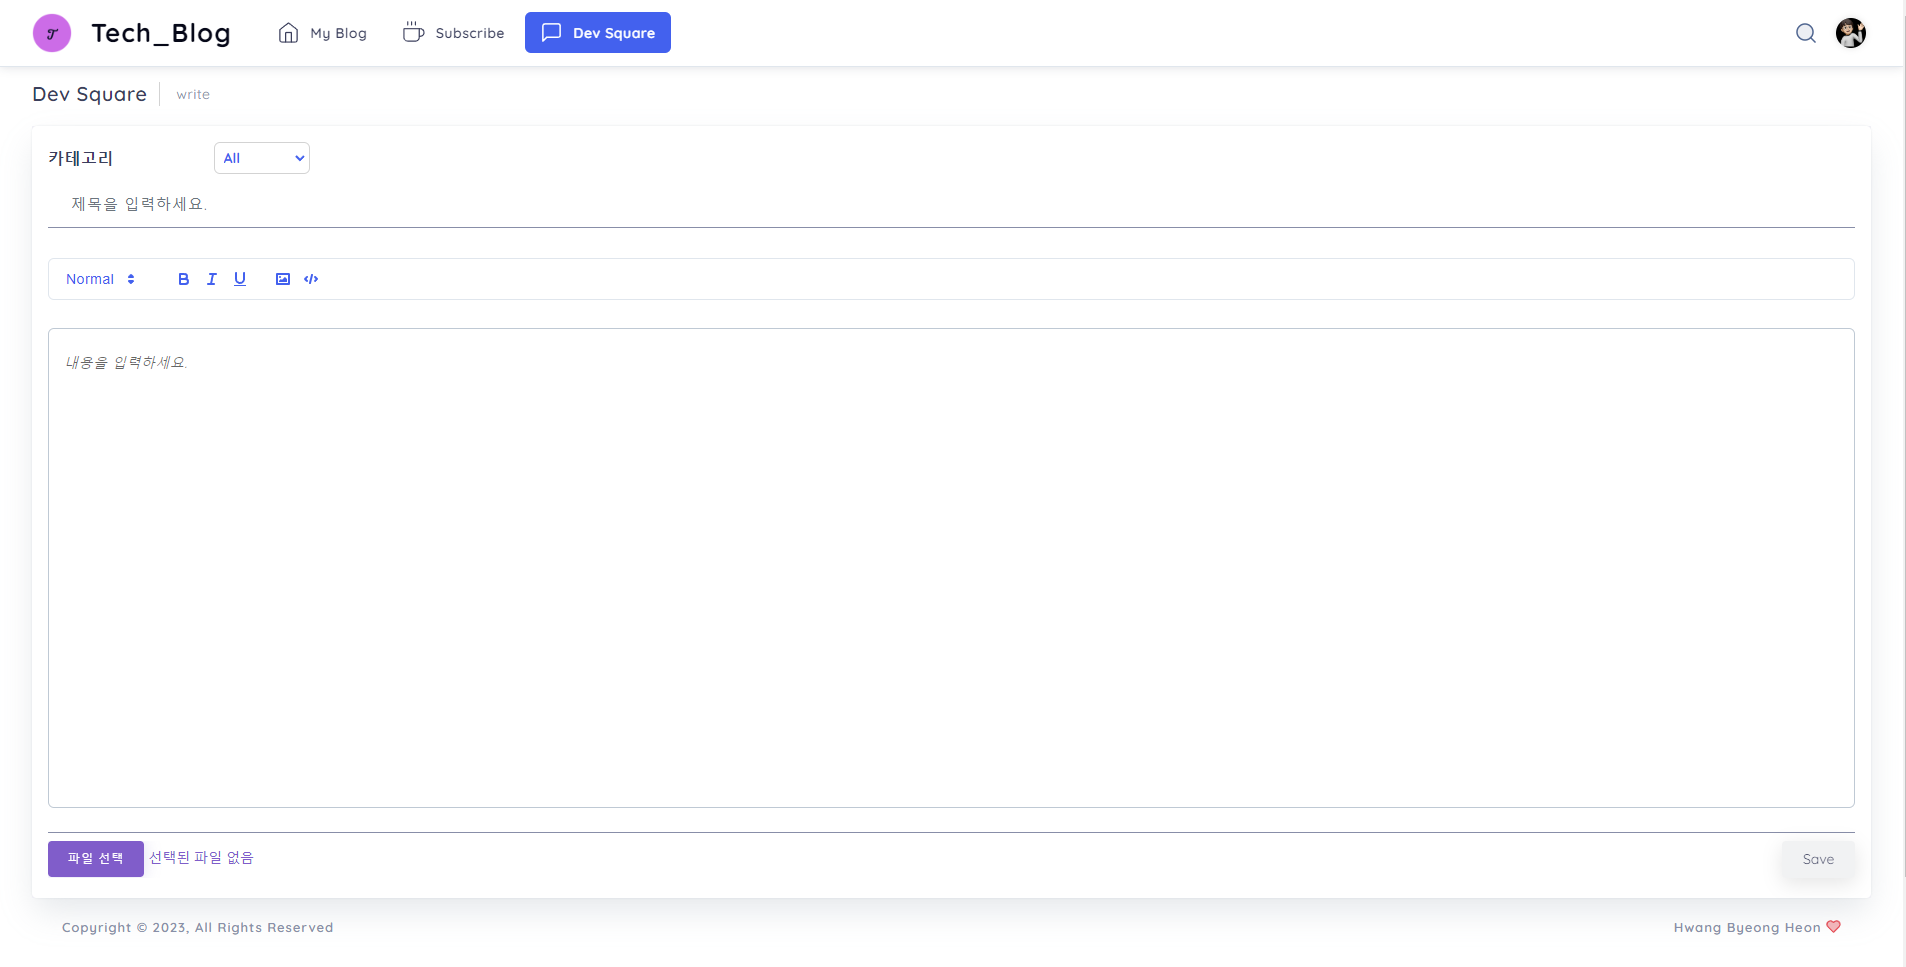 T Tech_Blog My Blog Subscribe Dev Square
Dev Square write
카테고리 All
제목을 입력하세요.
Normal B I U
내용을 입력하세요.
파일 선택 선택된 파일 없음 Save
Copyright © 2023, All Rights Reserved Hwang Byeong Heon